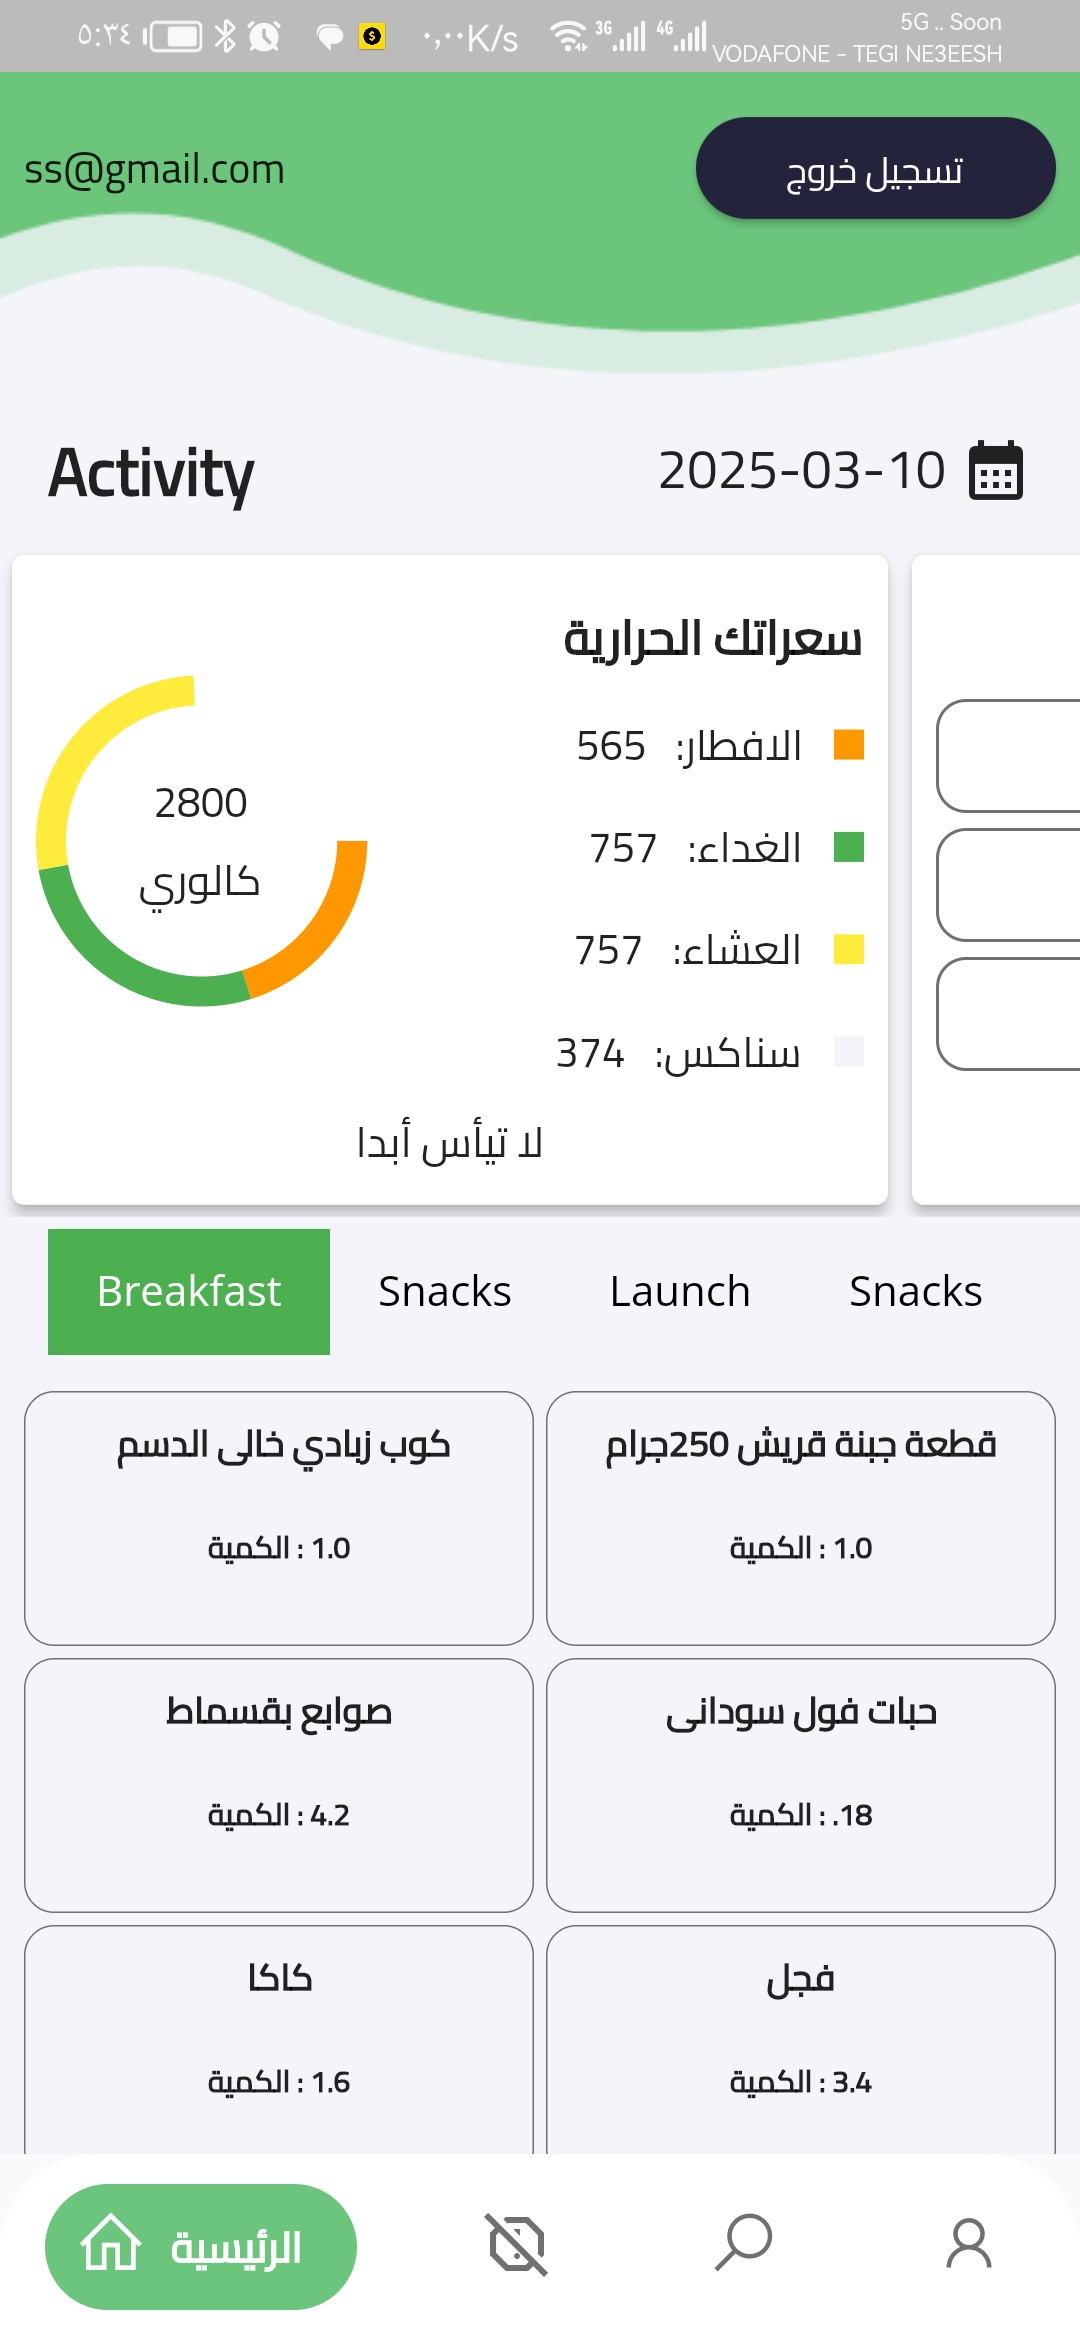 ٥:٣٤
٠,٠٠K/s
3G
4G
5G .. Soon
VODAFONE – TEGI NE3EESH
ss@gmail.com
تسجيل خروج
Activity
2025-03-10
سعراتك الحرارية
الافطار: 565
الغداء: 757
العشاء: 757
سناكس: 374
2800
كالوري
لا تيأس أبدا
Breakfast
Snacks
Launch
Snacks
قطعة جبنة قريش 250جرام
1.0 : الكمية
كوب زبادي خالى الدسم
1.0 : الكمية
حبات فول سودانى
.18 : الكمية
صوابع بقسماط
4.2 : الكمية
فجل
3.4 : الكمية
كاكا
1.6 : الكمية
الرئيسية